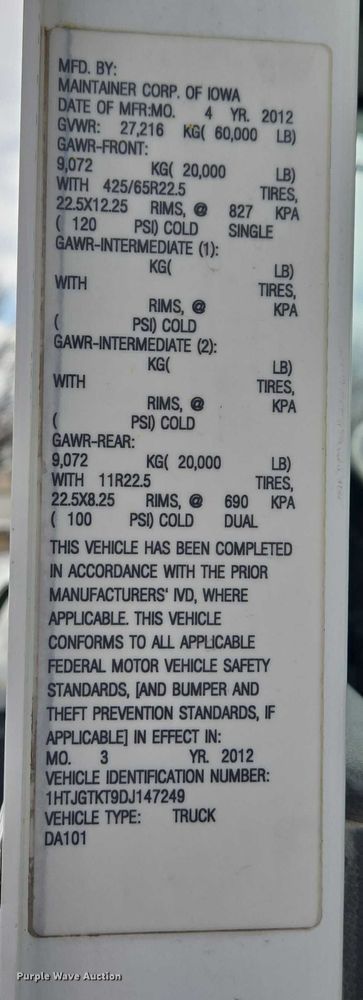 MFD. BY:
MAINTAINER CORP. OF IOWA
DATE OF MFR:MO. 4 YR. 2012
GVWR: 27,216 KG( 60,000 LB)
GAWR-FRONT:
9,072 KG( 20,000 LB)
WITH 425/65R22.5 TIRES,
22.5X12.25 RIMS, @ 827 KPA
( 120 PSI) COLD SINGLE
GAWR-INTERMEDIATE (1):
KG( LB)
WITH TIRES,
RIMS, @ KPA
( PSI) COLD
GAWR-INTERMEDIATE (2):
KG( LB)
WITH TIRES,
RIMS, @ KPA
( PSI) COLD
GAWR-REAR:
9,072 KG( 20,000 LB)
WITH 11R22.5 TIRES,
22.5X8.25 RIMS, @ 690 KPA
( 100 PSI) COLD DUAL
THIS VEHICLE HAS BEEN COMPLETED
IN ACCORDANCE WITH THE PRIOR
MANUFACTURERS' IVD, WHERE
APPLICABLE. THIS VEHICLE
CONFORMS TO ALL APPLICABLE
FEDERAL MOTOR VEHICLE SAFETY
STANDARDS, [AND BUMPER AND
THEFT PREVENTION STANDARDS, IF
APPLICABLE] IN EFFECT IN:
MO. 3 YR. 2012
VEHICLE IDENTIFICATION NUMBER:
1HTJGTKT9DJ147249
VEHICLE TYPE: TRUCK
DA101
Purple Wave Auction